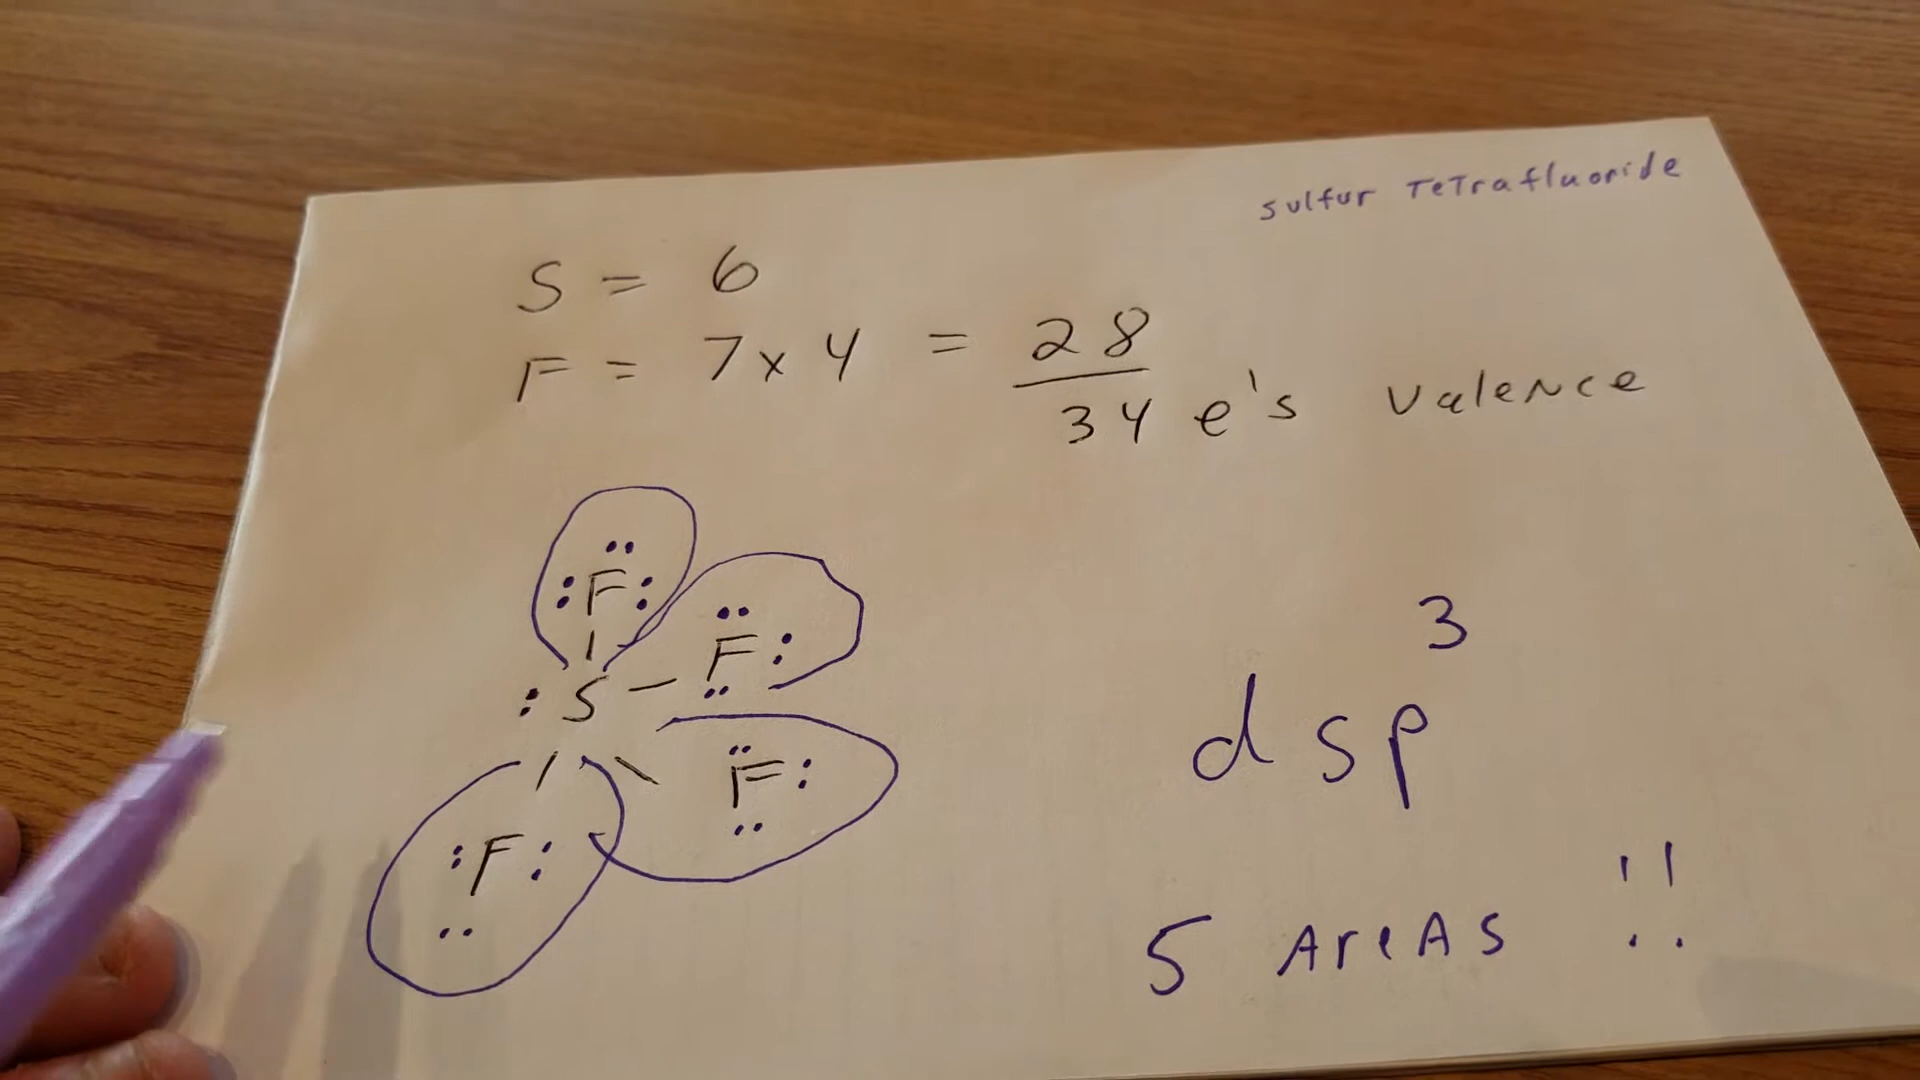 sulfur Tetrafluoride
S = 6
F = 7 x 4 = 28
34 e's valence
:F:
:S - F:
F:
:F:
dsp³
5 Areas !!